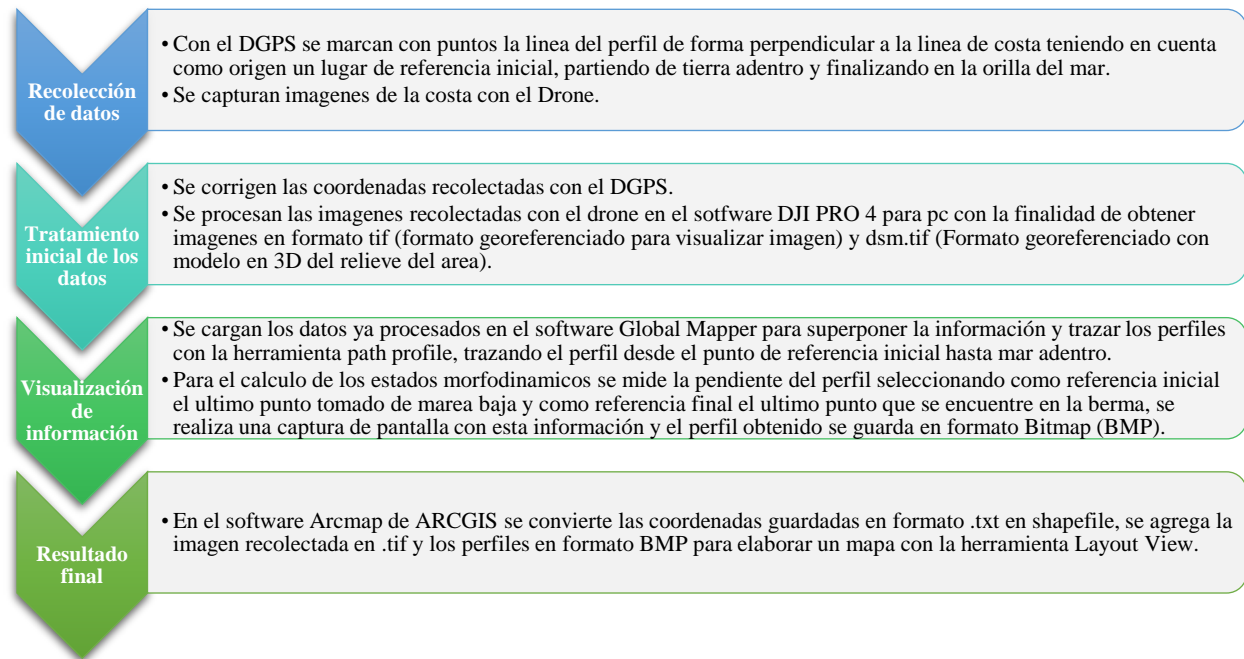 Recolección
de datos
• Con el DGPS se marcan con puntos la linea del perfil de forma perpendicular a la linea de costa teniendo en cuenta
como origen un lugar de referencia inicial, partiendo de tierra adentro y finalizando en la orilla del mar.
• Se capturan imagenes de la costa con el Drone.
Tratamiento
inicial de los
datos
• Se corrigen las coordenadas recolectadas con el DGPS.
• Se procesan las imagenes recolectadas con el drone en el sotfware DJI PRO 4 para pc con la finalidad de obtener
imagenes en formato tif (formato georeferenciado para visualizar imagen) y dsm.tif (Formato georeferenciado con
modelo en 3D del relieve del area).
Visualización
de
información
• Se cargan los datos ya procesados en el software Global Mapper para superponer la información y trazar los perfiles
con la herramienta path profile, trazando el perfil desde el punto de referencia inicial hasta mar adentro.
• Para el calculo de los estados morfodinamicos se mide la pendiente del perfil seleccionando como referencia inicial
el ultimo punto tomado de marea baja y como referencia final el ultimo punto que se encuentre en la berma, se
realiza una captura de pantalla con esta información y el perfil obtenido se guarda en formato Bitmap (BMP).
Resultado
final
• En el software Arcmap de ARCGIS se convierte las coordenadas guardadas en formato .txt en shapefile, se agrega la
imagen recolectada en .tif y los perfiles en formato BMP para elaborar un mapa con la herramienta Layout View.